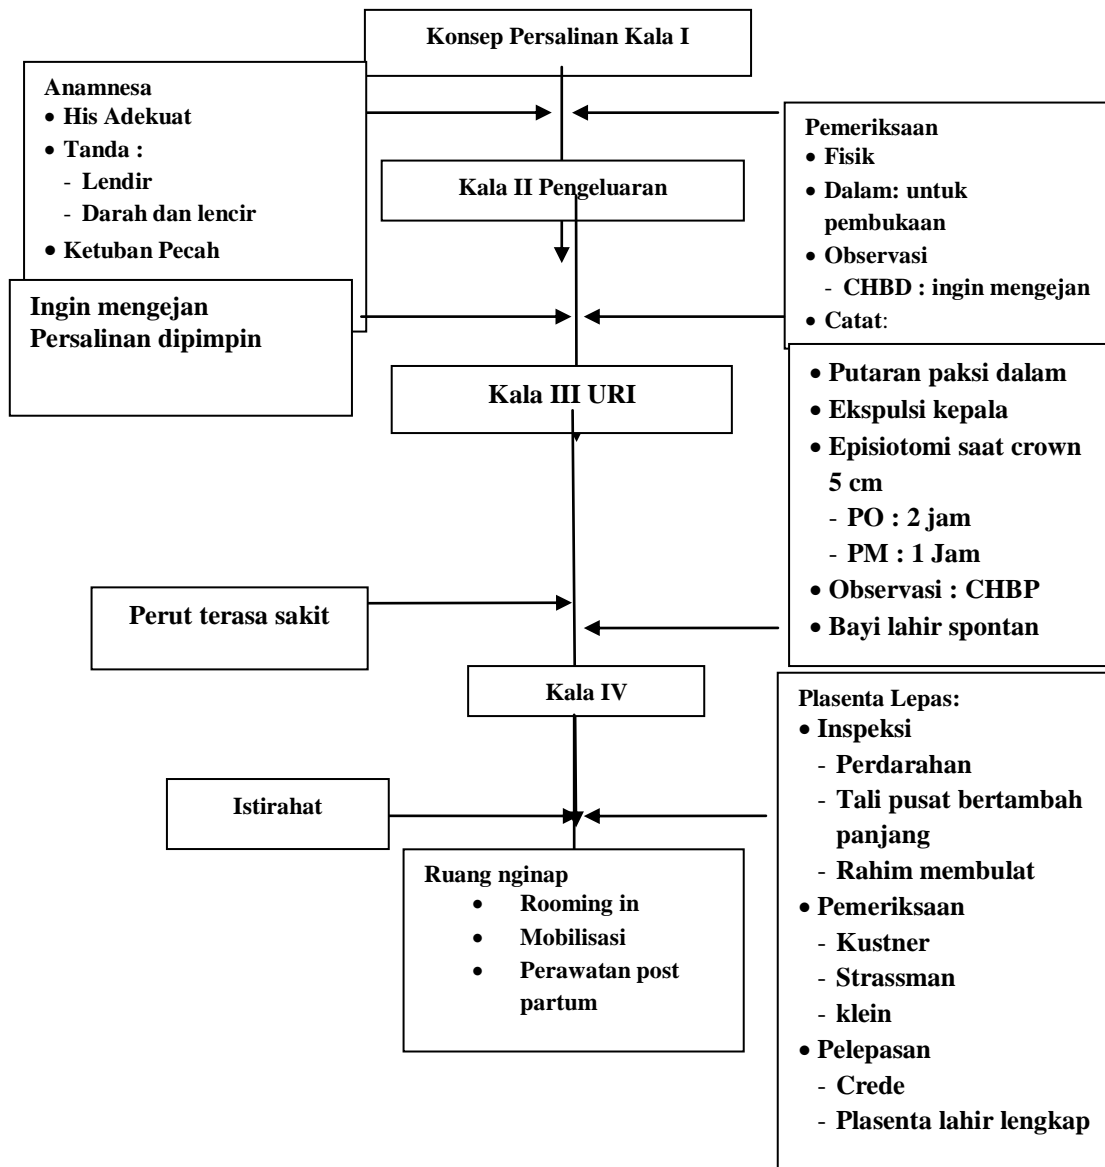 Konsep Persalinan Kala I
Anamnesa
• His Adekuat
• Tanda :
- Lendir
- Darah dan lencir
• Ketuban Pecah
Pemeriksaan
• Fisik
• Dalam: untuk
pembukaan
• Observasi
- CHBD : ingin mengejan
• Catat:
Kala II Pengeluaran
Ingin mengejan
Persalinan dipimpin
Kala III URI
• Putaran paksi dalam
• Ekspulsi kepala
• Episiotomi saat crown
5 cm
- PO : 2 jam
- PM : 1 Jam
• Observasi : CHBP
• Bayi lahir spontan
Perut terasa sakit
Kala IV
Plasenta Lepas:
• Inspeksi
- Perdarahan
- Tali pusat bertambah
panjang
- Rahim membulat
• Pemeriksaan
- Kustner
- Strassman
- klein
• Pelepasan
- Crede
- Plasenta lahir lengkap
Istirahat
Ruang nginap
• Rooming in
• Mobilisasi
• Perawatan post
partum